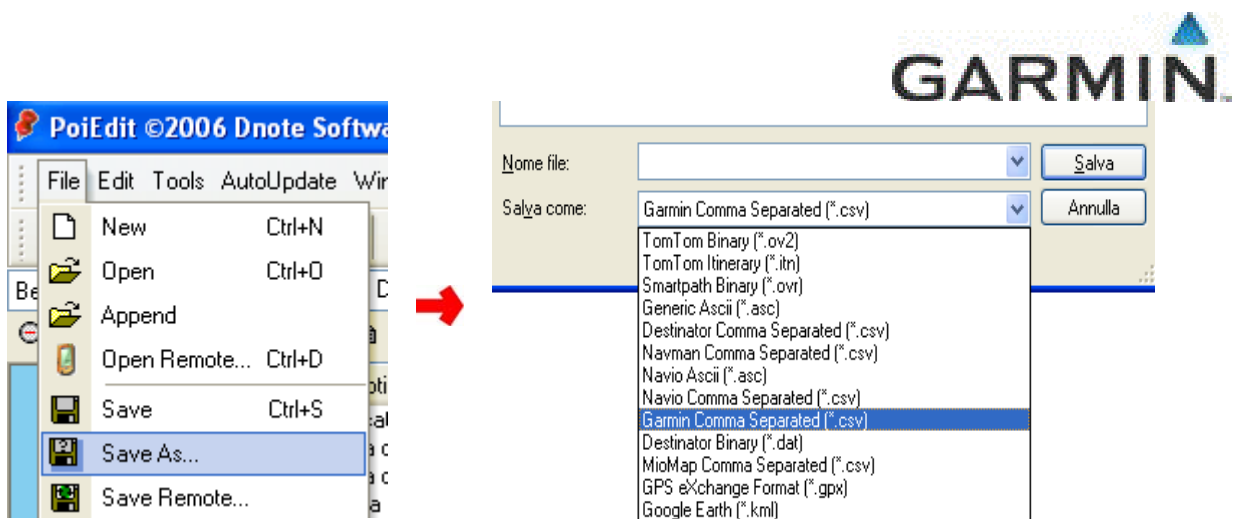 GARMIN
PoiEdit ©2006 Dnote Softwa
File Edit Tools AutoUpdate Wir
New Ctrl+N
Open Ctrl+O
Append
Open Remote... Ctrl+D
Save Ctrl+S
Save As...
Save Remote...
Be
Nome file:
Salva
Salva come:
Garmin Comma Separated (*.csv)
Annulla
TomTom Binary (*.ov2)
TomTom Itinerary (*.itn)
Smartpath Binary (*.ovr)
Generic Ascii (*.asc)
Destinator Comma Separated (*.csv)
Navman Comma Separated (*.csv)
Navio Ascii (*.asc)
Navio Comma Separated (*.csv)
Garmin Comma Separated (*.csv)
Destinator Binary (*.dat)
MioMap Comma Separated (*.csv)
GPS eXchange Format (*.gpx)
Google Earth (*.kml)